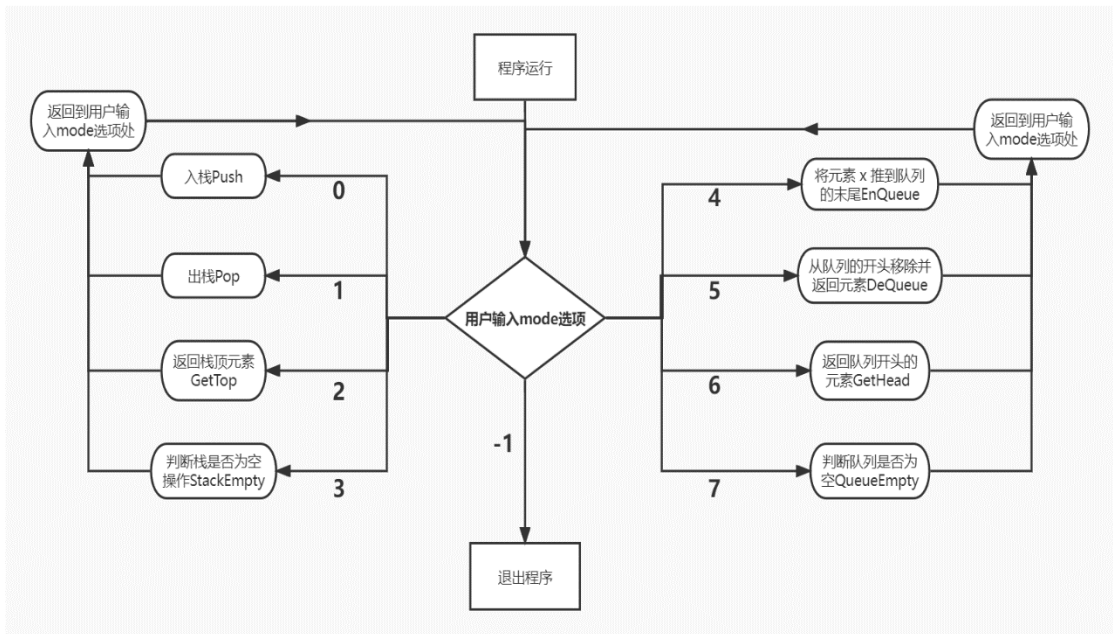 程序运行
返回到用户输
入mode选项处
返回到用户输
入mode选项处
入栈Push
0
4
将元素 x 推到队列
的末尾EnQueue
出栈Pop
1
5
从队列的开头移除并
返回元素DeQueue
用户输入mode选项
返回栈顶元素
GetTop
2
6
返回队列开头的
元素GetHead
-1
判断栈是否为空
操作StackEmpty
3
7
判断队列是否为
空QueueEmpty
退出程序